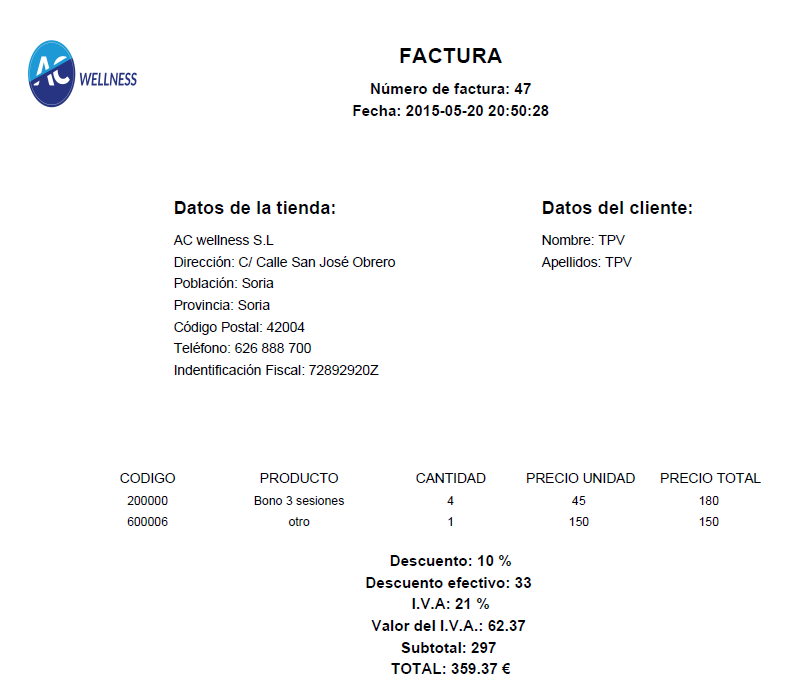 AC WELLNESS
FACTURA
Número de factura: 47
Fecha: 2015-05-20 20:50:28
Datos de la tienda:
AC wellness S.L
Dirección: C/ Calle San José Obrero
Población: Soria
Provincia: Soria
Código Postal: 42004
Teléfono: 626 888 700
Indentificación Fiscal: 72892920Z
Datos del cliente:
Nombre: TPV
Apellidos: TPV
CODIGO PRODUCTO CANTIDAD PRECIO UNIDAD PRECIO TOTAL
200000 Bono 3 sesiones 4 45 180
600006 otro 1 150 150
Descuento: 10 %
Descuento efectivo: 33
I.V.A: 21 %
Valor del I.V.A.: 62.37
Subtotal: 297
TOTAL: 359.37 €